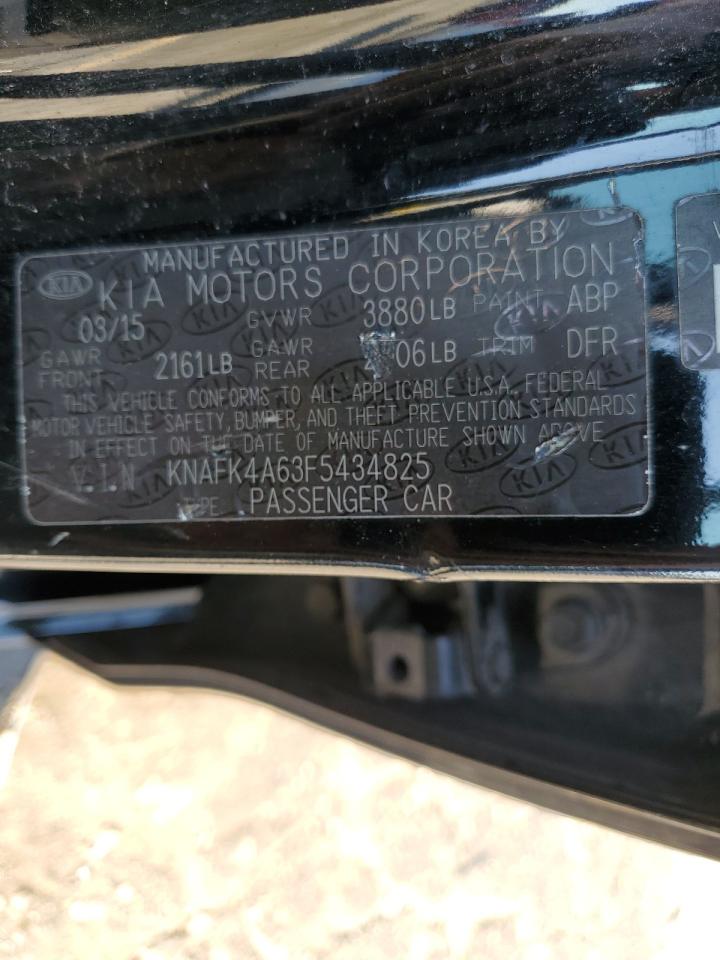 MANUFACTURED IN KOREA BY
KIA KIA MOTORS CORPORATION
03/15 GVWR 3880LB PAINT ABP
GAWR FRONT 2161LB GAWR REAR 06LB TRIM DFR
THIS VEHICLE CONFORMS TO ALL APPLICABLE U.S.A. FEDERAL
MOTOR VEHICLE SAFETY, BUMPER, AND THEFT PREVENTION STANDARDS
IN EFFECT ON THE DATE OF MANUFACTURE SHOWN ABOVE
V.I.N KNAFK4A63F5434825
TYPE PASSENGER CAR